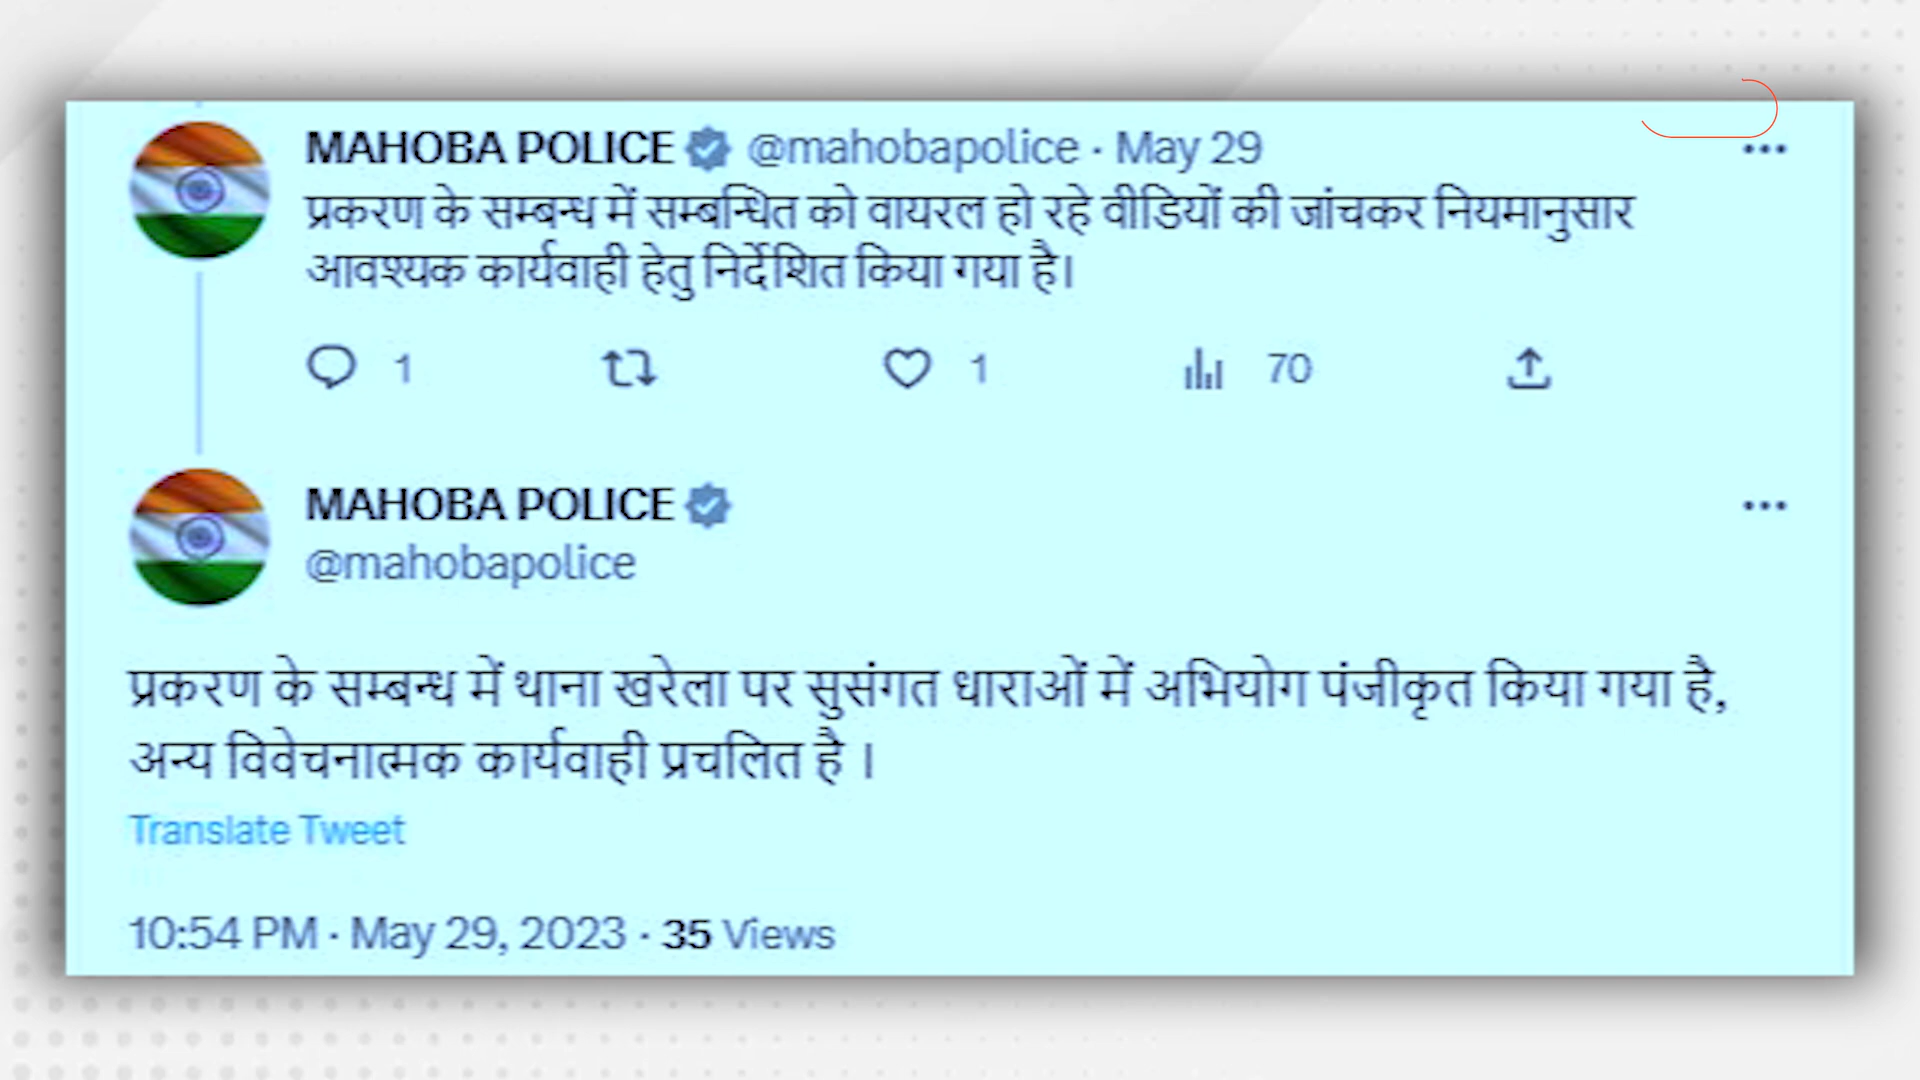 MAHOBA POLICE @mahobapolice · May 29
प्रकरण के सम्बन्ध में सम्बन्धित को वायरल हो रहे वीडियों की जांचकर नियमानुसार
आवश्यक कार्यवाही हेतु निर्देशित किया गया है।
1 1 70
MAHOBA POLICE
@mahobapolice
प्रकरण के सम्बन्ध में थाना खरेला पर सुसंगत धाराओं में अभियोग पंजीकृत किया गया है,
अन्य विवेचनात्मक कार्यवाही प्रचलित है ।
Translate Tweet
10:54 PM · May 29, 2023 · 35 Views